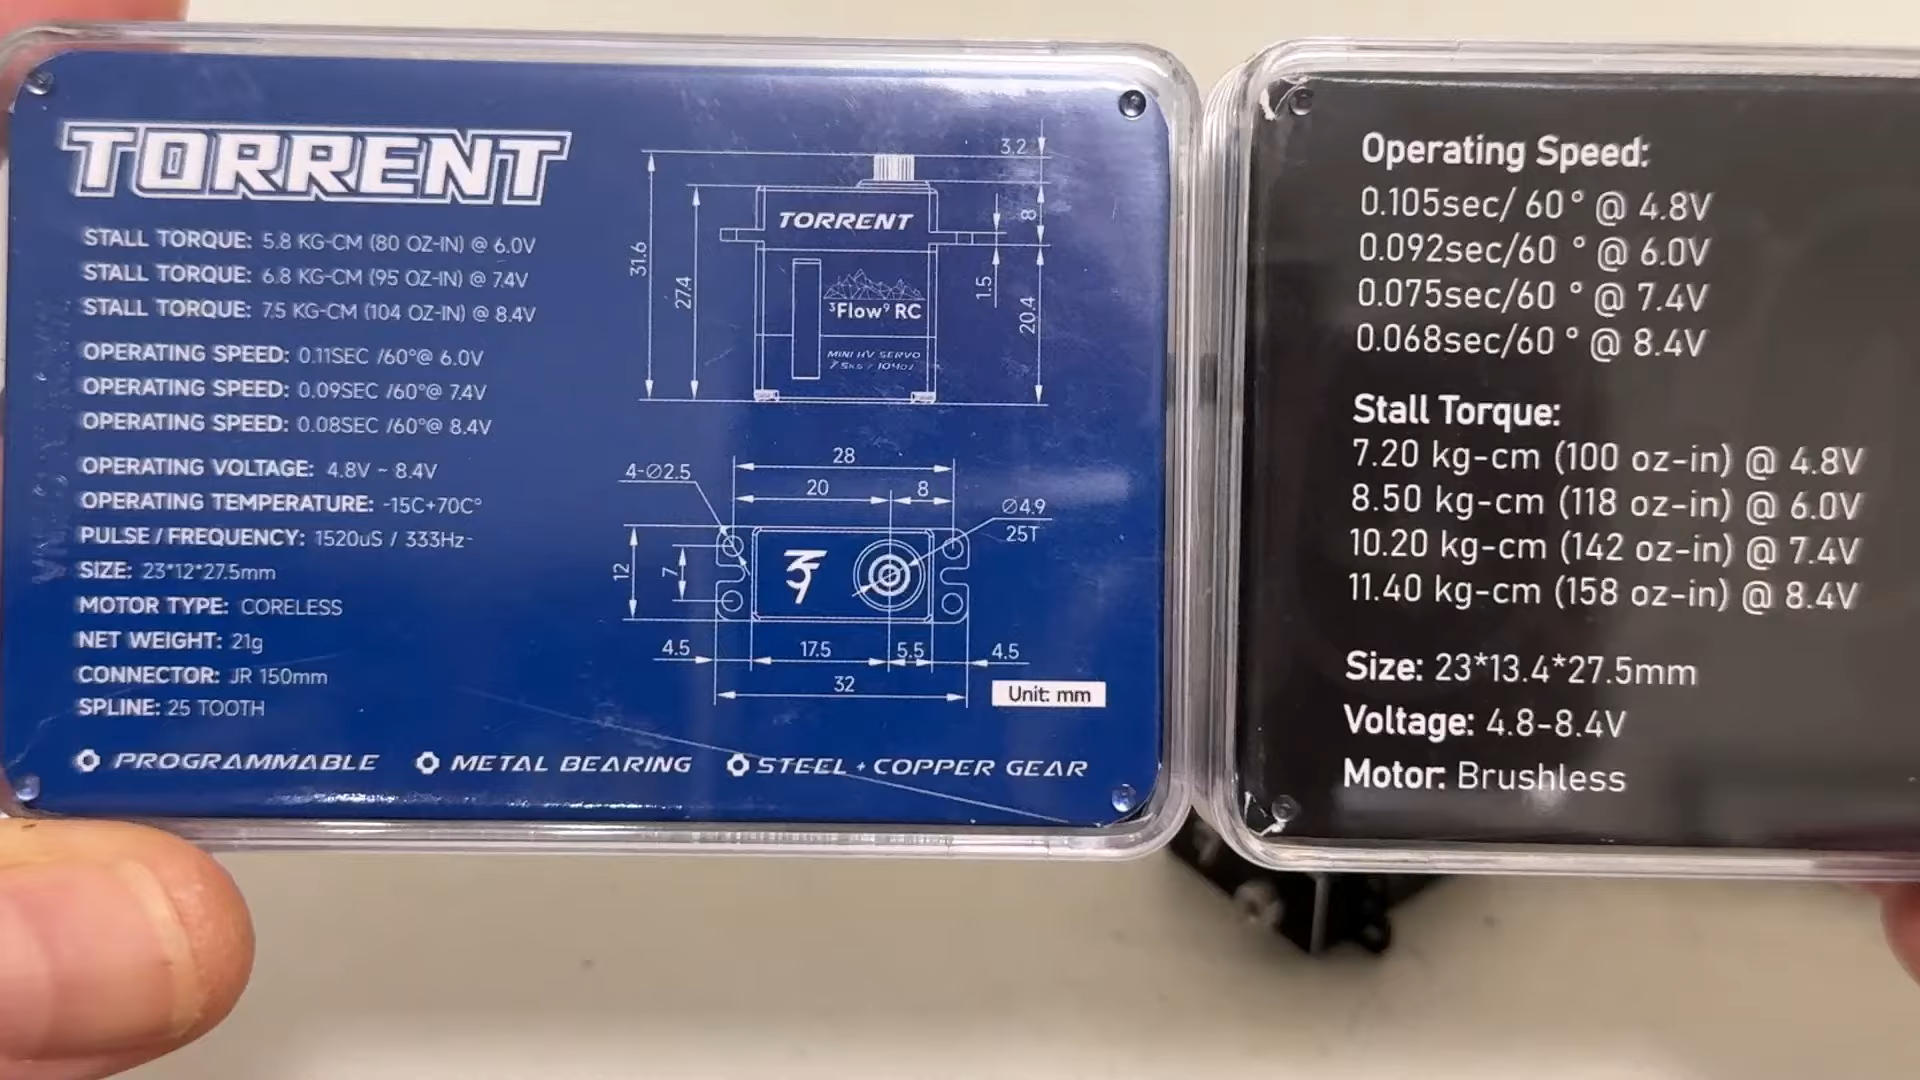 TORRENT
STALL TORQUE: 5.8 KG-CM (80 OZ-IN) @ 6.0V
STALL TORQUE: 6.8 KG-CM (95 OZ-IN) @ 7.4V
STALL TORQUE: 7.5 KG-CM (104 OZ-IN) @ 8.4V
OPERATING SPEED: 0.11SEC /60°@ 6.0V
OPERATING SPEED: 0.09SEC /60°@ 7.4V
OPERATING SPEED: 0.08SEC /60°@ 8.4V
OPERATING VOLTAGE: 4.8V ~ 8.4V
OPERATING TEMPERATURE: -15C+70C°
PULSE / FREQUENCY: 1520uS / 333Hz
SIZE: 23*12*27.5mm
MOTOR TYPE: CORELESS
NET WEIGHT: 21g
CONNECTOR: JR 150mm
SPLINE: 25 TOOTH
PROGRAMMABLE METAL BEARING STEEL + COPPER GEAR
3.2
TORRENT
8
31.6
27.4
1.5
20.4
³Flow⁹ RC
MINI HV SERVO
7.5KG / 104OZ
28
4-∅2.5
20
8
∅4.9
25T
12
7
4.5
17.5
5.5
4.5
32
Unit: mm
Operating Speed:
0.105sec/ 60° @ 4.8V
0.092sec/60 ° @ 6.0V
0.075sec/60 ° @ 7.4V
0.068sec/60 ° @ 8.4V
Stall Torque:
7.20 kg-cm (100 oz-in) @ 4.8V
8.50 kg-cm (118 oz-in) @ 6.0V
10.20 kg-cm (142 oz-in) @ 7.4V
11.40 kg-cm (158 oz-in) @ 8.4V
Size: 23*13.4*27.5mm
Voltage: 4.8-8.4V
Motor: Brushless